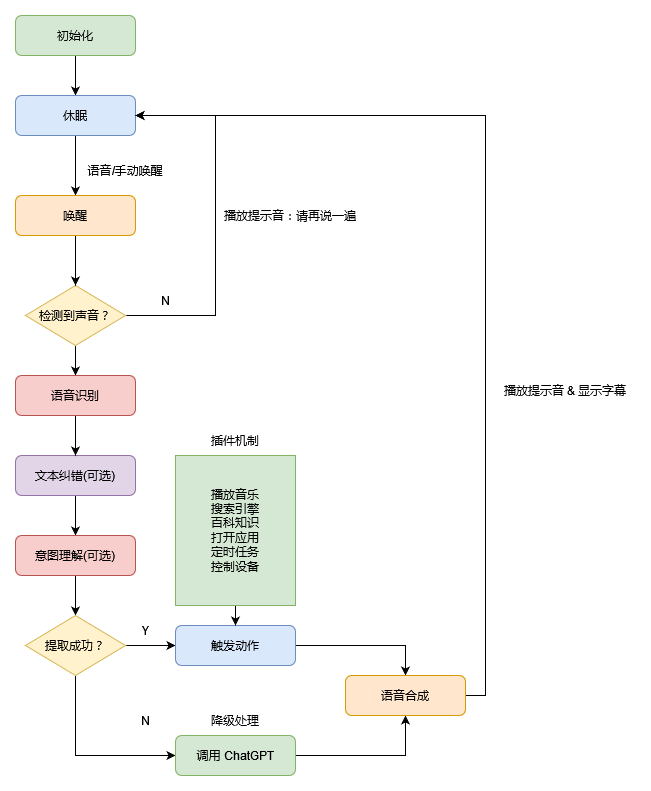 初始化
休眠
语音/手动唤醒
唤醒
播放提示音：请再说一遍
检测到声音？
N
语音识别
播放提示音 & 显示字幕
文本纠错(可选)
意图理解(可选)
插件机制
播放音乐
搜索引擎
百科知识
打开应用
定时任务
控制设备
提取成功？
Y
触发动作
语音合成
N
降级处理
调用 ChatGPT